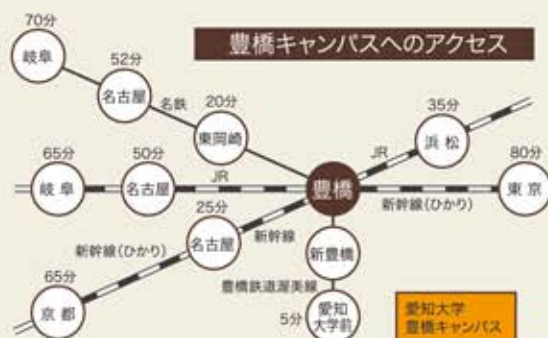 豊橋キャンパスへのアクセス
70分
岐阜
52分
名古屋
名鉄
20分
東岡崎
35分
浜松
JR
65分
岐阜
50分
名古屋
JR
豊橋
80分
東京
新幹線(ひかり)
25分
名古屋
新幹線
新幹線(ひかり)
65分
京都
新豊橋
豊橋鉄道渥美線
5分
愛知
大学前
愛知大学
豊橋キャンパス